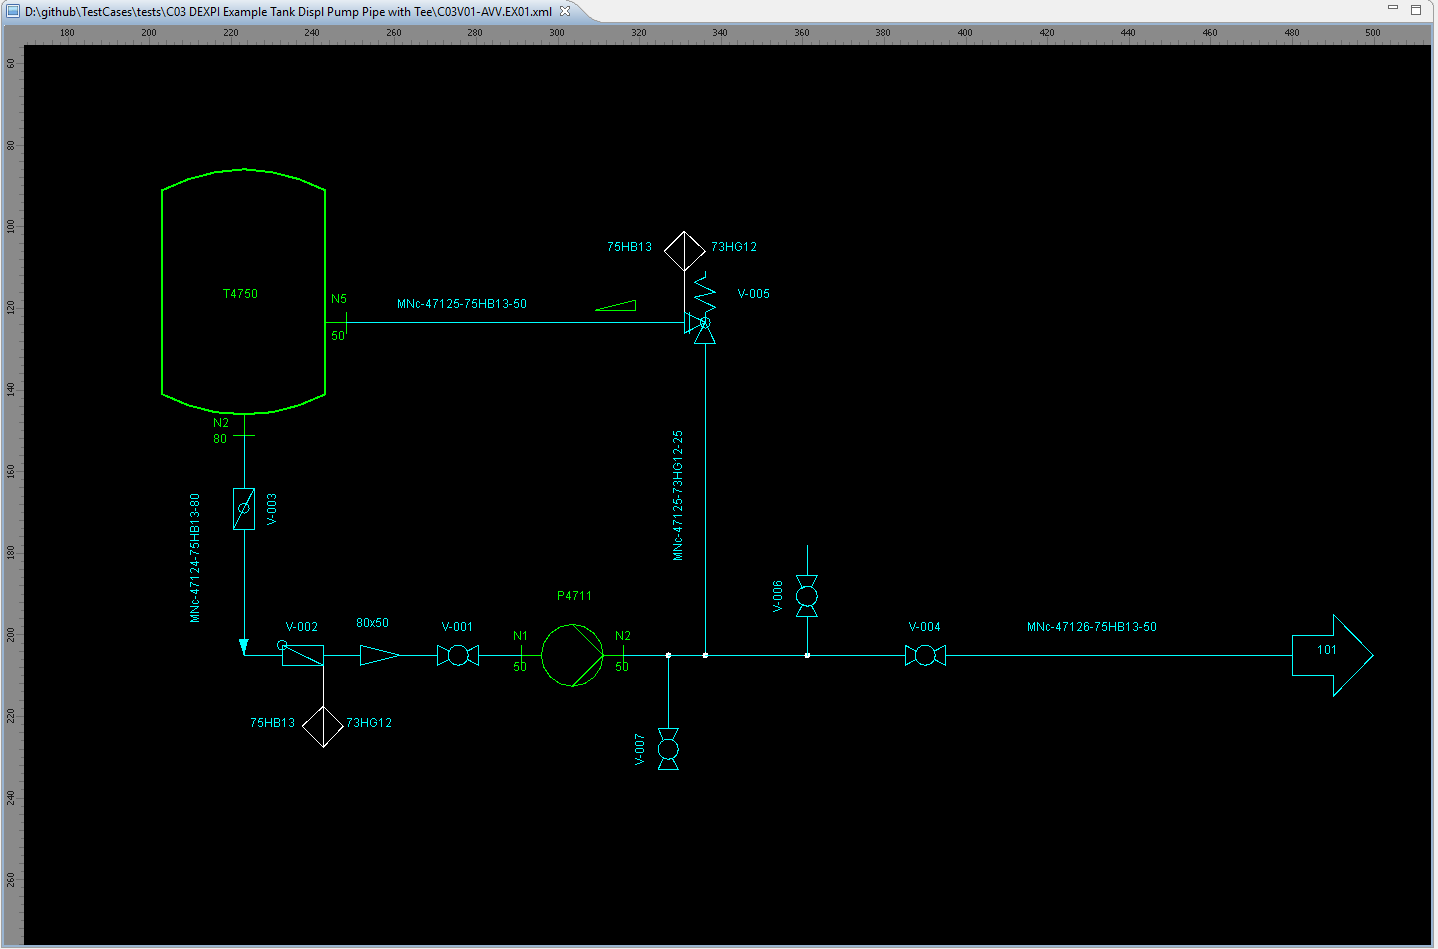 D:\github\TestCases\tests\C03 DEXPI Example Tank Displ Pump Pipe with Tee\C03V01-AVV.EX01.xml
180 200 220 240 260 280 300 320 340 360 380 400 420 440 460 480 500
60
80
100
120
140
160
180
200
220
240
260
75HB13
73HG12
T4750
N5
50
MNc-47125-75HB13-50
V-005
N2
80
MNc-47124-75HB13-80
V-003
MNc-47125-73HG12-25
V-002
80x50
V-001
N1
50
P4711
N2
50
V-006
V-004
MNc-47126-75HB13-50
101
75HB13
73HG12
V-007